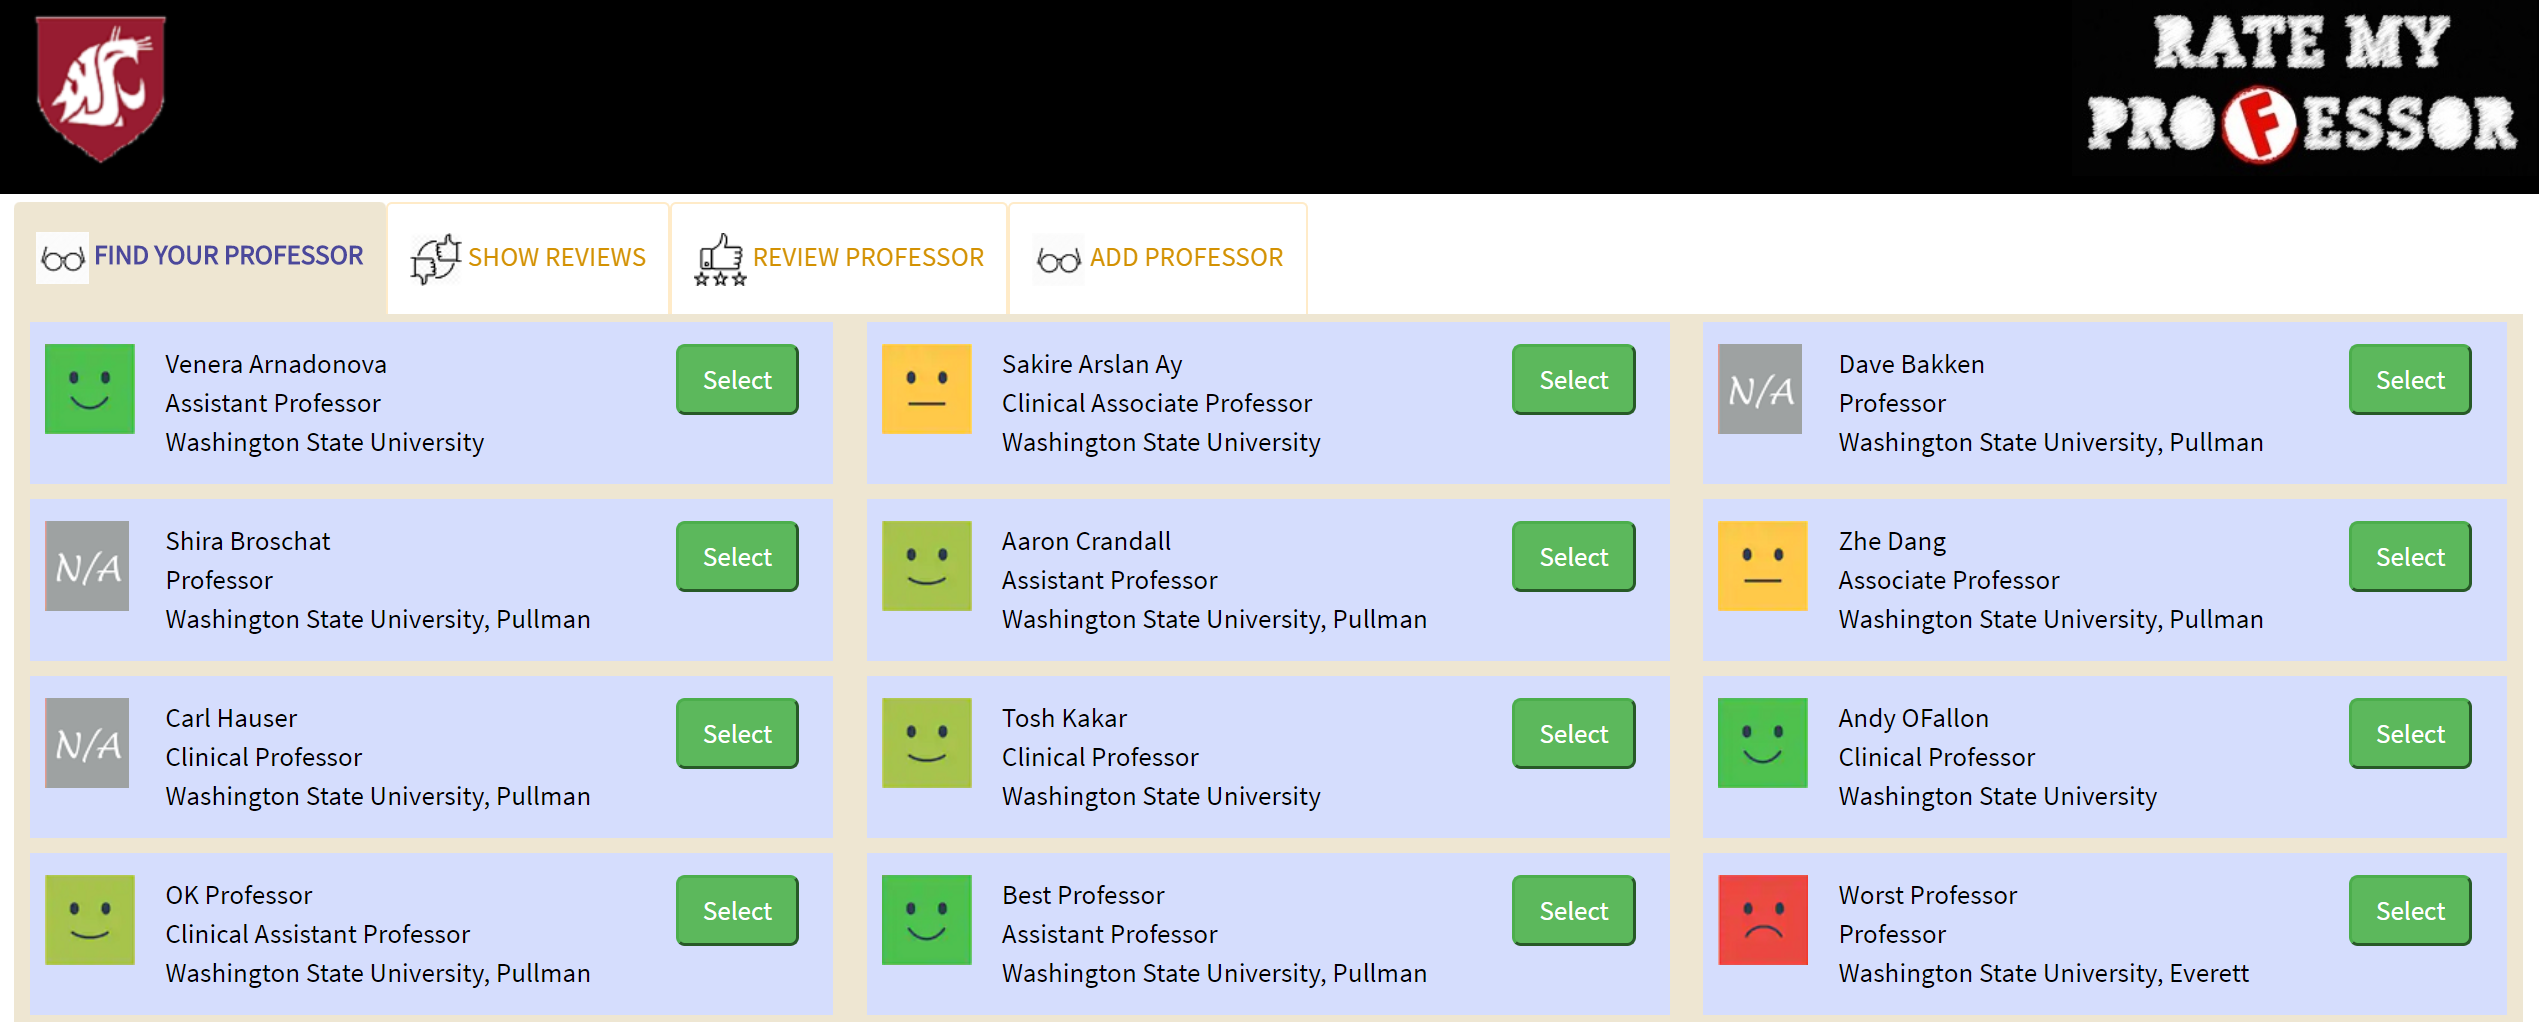 RATE MY
PROFESSOR
FIND YOUR PROFESSOR
SHOW REVIEWS
REVIEW PROFESSOR
ADD PROFESSOR
Venera Arnadonova
Assistant Professor
Washington State University
Select
Sakire Arslan Ay
Clinical Associate Professor
Washington State University
Select
N/A
Dave Bakken
Professor
Washington State University, Pullman
Select
N/A
Shira Broschat
Professor
Washington State University, Pullman
Select
Aaron Crandall
Assistant Professor
Washington State University, Pullman
Select
Zhe Dang
Associate Professor
Washington State University, Pullman
Select
N/A
Carl Hauser
Clinical Professor
Washington State University, Pullman
Select
Tosh Kakar
Clinical Professor
Washington State University
Select
Andy OFallon
Clinical Professor
Washington State University
Select
OK Professor
Clinical Assistant Professor
Washington State University, Pullman
Select
Best Professor
Assistant Professor
Washington State University, Pullman
Select
Worst Professor
Professor
Washington State University, Everett
Select